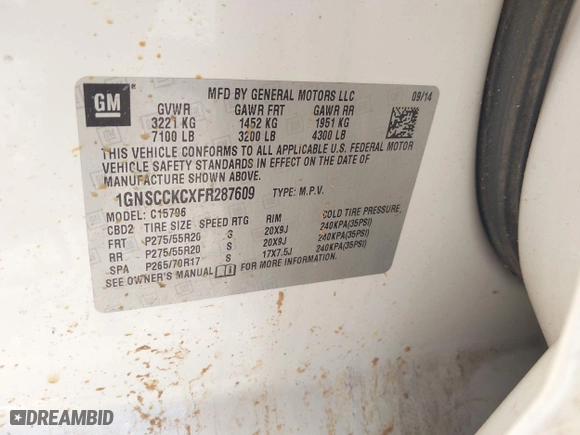 GM
®
MFD BY GENERAL MOTORS LLC
09/14
GVWR GAWR FRT GAWR RR
3221 KG 1452 KG 1951 KG
7100 LB 3200 LB 4300 LB
THIS VEHICLE CONFORMS TO ALL APPLICABLE U.S. FEDERAL MOTOR
VEHICLE SAFETY STANDARDS IN EFFECT ON THE DATE OF
MANUFACTURE SHOWN ABOVE.
1GNSCCKCXFR287609 TYPE: M.P.V.
MODEL: C15706
CBD2 TIRE SIZE SPEED RTG RIM COLD TIRE PRESSURE
FRT P275/55R20 S 20X9J 240KPA(35PSI)
RR P275/55R20 S 20X9J 240KPA(35PSI)
SPA P265/70R17 S 17X7.5J 240KPA(35PSI)
SEE OWNER'S MANUAL FOR MORE INFORMATION.
DREAMBID